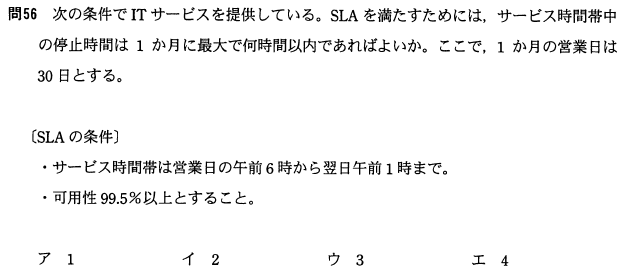 問56 次の条件で IT サービスを提供している。SLA を満たすためには，サービス時間帯中
の停止時間は 1 か月に最大で何時間以内であればよいか。ここで，1 か月の営業日は
30 日とする。
〔SLA の条件〕
・サービス時間帯は営業日の午前 6 時から翌日午前 1 時まで。
・可用性 99.5%以上とすること。
ア 1 イ 2 ウ 3 エ 4